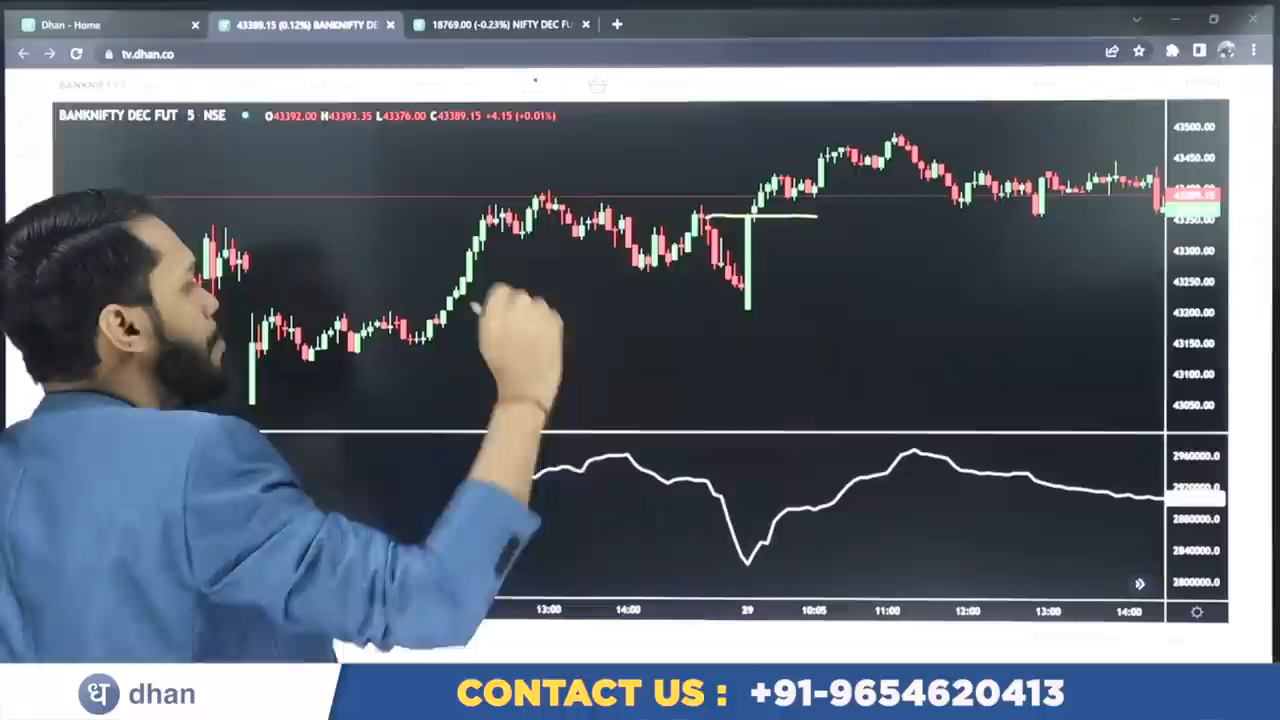 Dhan - Home
43389.15 (0.12%) BANKNIFTY DE
18769.00 (-0.23%) NIFTY DEC FU
tv.dhan.co
BANKNIFTY DEC FUT 5 NSE O43392.00 H43393.35 L43376.00 C43389.15 +4.15 (+0.01%)
43500.00
43450.00
43389.15
43350.00
43300.00
43250.00
43200.00
43150.00
43100.00
43050.00
2960000.0
2920000.0
2880000.0
2840000.0
2800000.0
13:00 14:00 29 10:05 11:00 12:00 13:00 14:00
ध dhan
CONTACT US : +91-9654620413